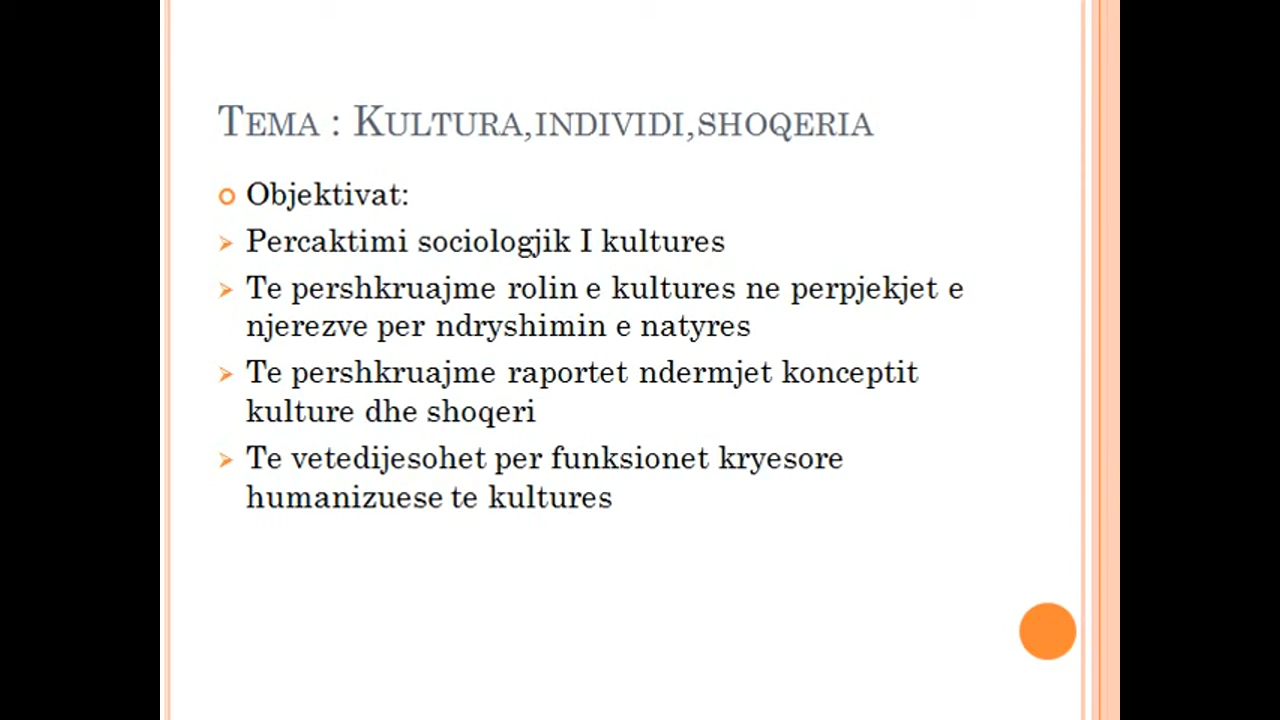 Tema : Kultura,individi,shoqeria
Objektivat:
Percaktimi sociologjik I kultures
Te pershkruajme rolin e kultures ne perpjekjet e
njerezve per ndryshimin e natyres
Te pershkruajme raportet ndermjet konceptit
kulture dhe shoqeri
Te vetedijesohet per funksionet kryesore
humanizuese te kultures